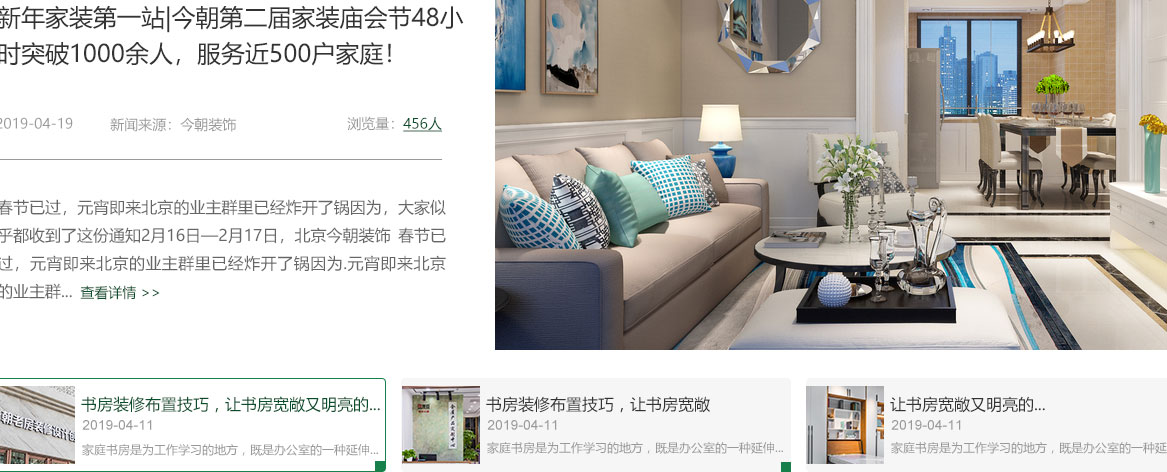 新年家装第一站|今朝第二届家装庙会节48小
时突破1000余人，服务近500户家庭！
2019-04-19 新闻来源：今朝装饰 浏览量：456人
春节已过，元宵即来北京的业主群里已经炸开了锅因为，大家似
乎都收到了这份通知2月16日—2月17日，北京今朝装饰 春节已
过，元宵即来北京的业主群里已经炸开了锅因为.元宵即来北京
的业主群... 查看详情 >>
书房装修布置技巧，让书房宽敞又明亮的...
2019-04-11
家庭书房是为工作学习的地方，既是办公室的一种延伸...
书房装修布置技巧，让书房宽敞
2019-04-11
家庭书房是为工作学习的地方，既是办公室的一种延伸...
让书房宽敞又明亮的...
2019-04-11
家庭书房是为工作学习的地方，既是办公室的一种延伸
朝老房装修设计